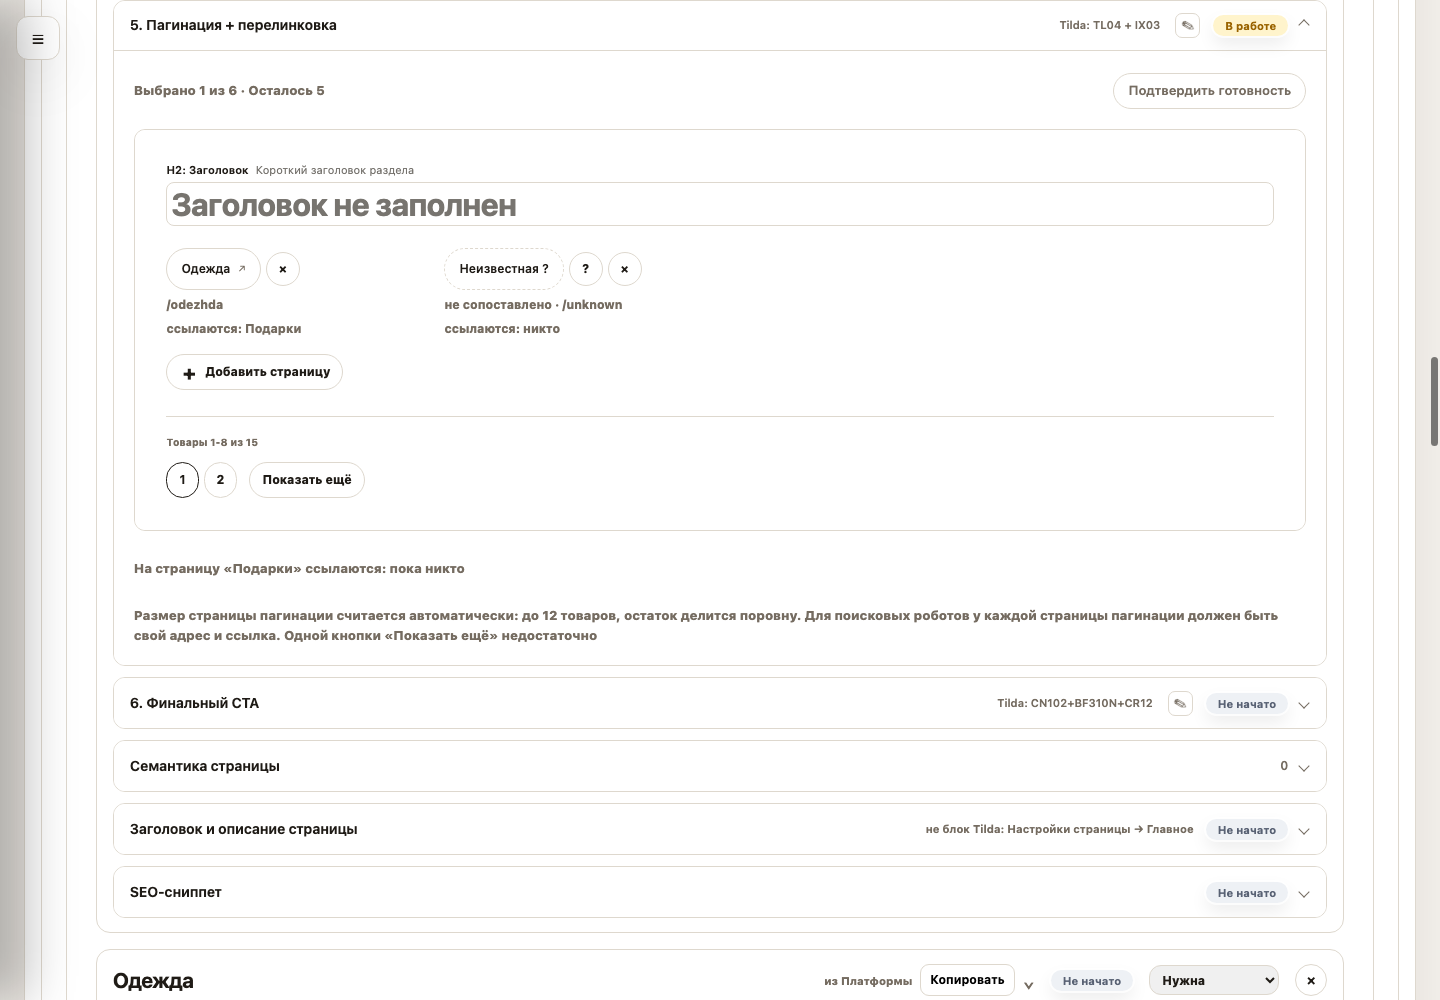 5. Пагинация + перелинковка
Tilda: TL04 + IX03
В работе
Выбрано 1 из 6 · Осталось 5
Подтвердить готовность
H2: Заголовок Короткий заголовок раздела
Заголовок не заполнен
Одежда ↗ ×
Неизвестная ? ? ×
/odezhda
не сопоставлено · /unknown
ссылаются: Подарки
ссылаются: никто
+ Добавить страницу
Товары 1-8 из 15
1 2 Показать ещё
На страницу «Подарки» ссылаются: пока никто
Размер страницы пагинации считается автоматически: до 12 товаров, остаток делится поровну. Для поисковых роботов у каждой страницы пагинации должен быть
свой адрес и ссылка. Одной кнопки «Показать ещё» недостаточно
6. Финальный CTA
Tilda: CN102+BF310N+CR12
Не начато
Семантика страницы
0
Заголовок и описание страницы
не блок Tilda: Настройки страницы → Главное
Не начато
SEO-сниппет
Не начато
Одежда
из Платформы
Копировать
Не начато
Нужна
×